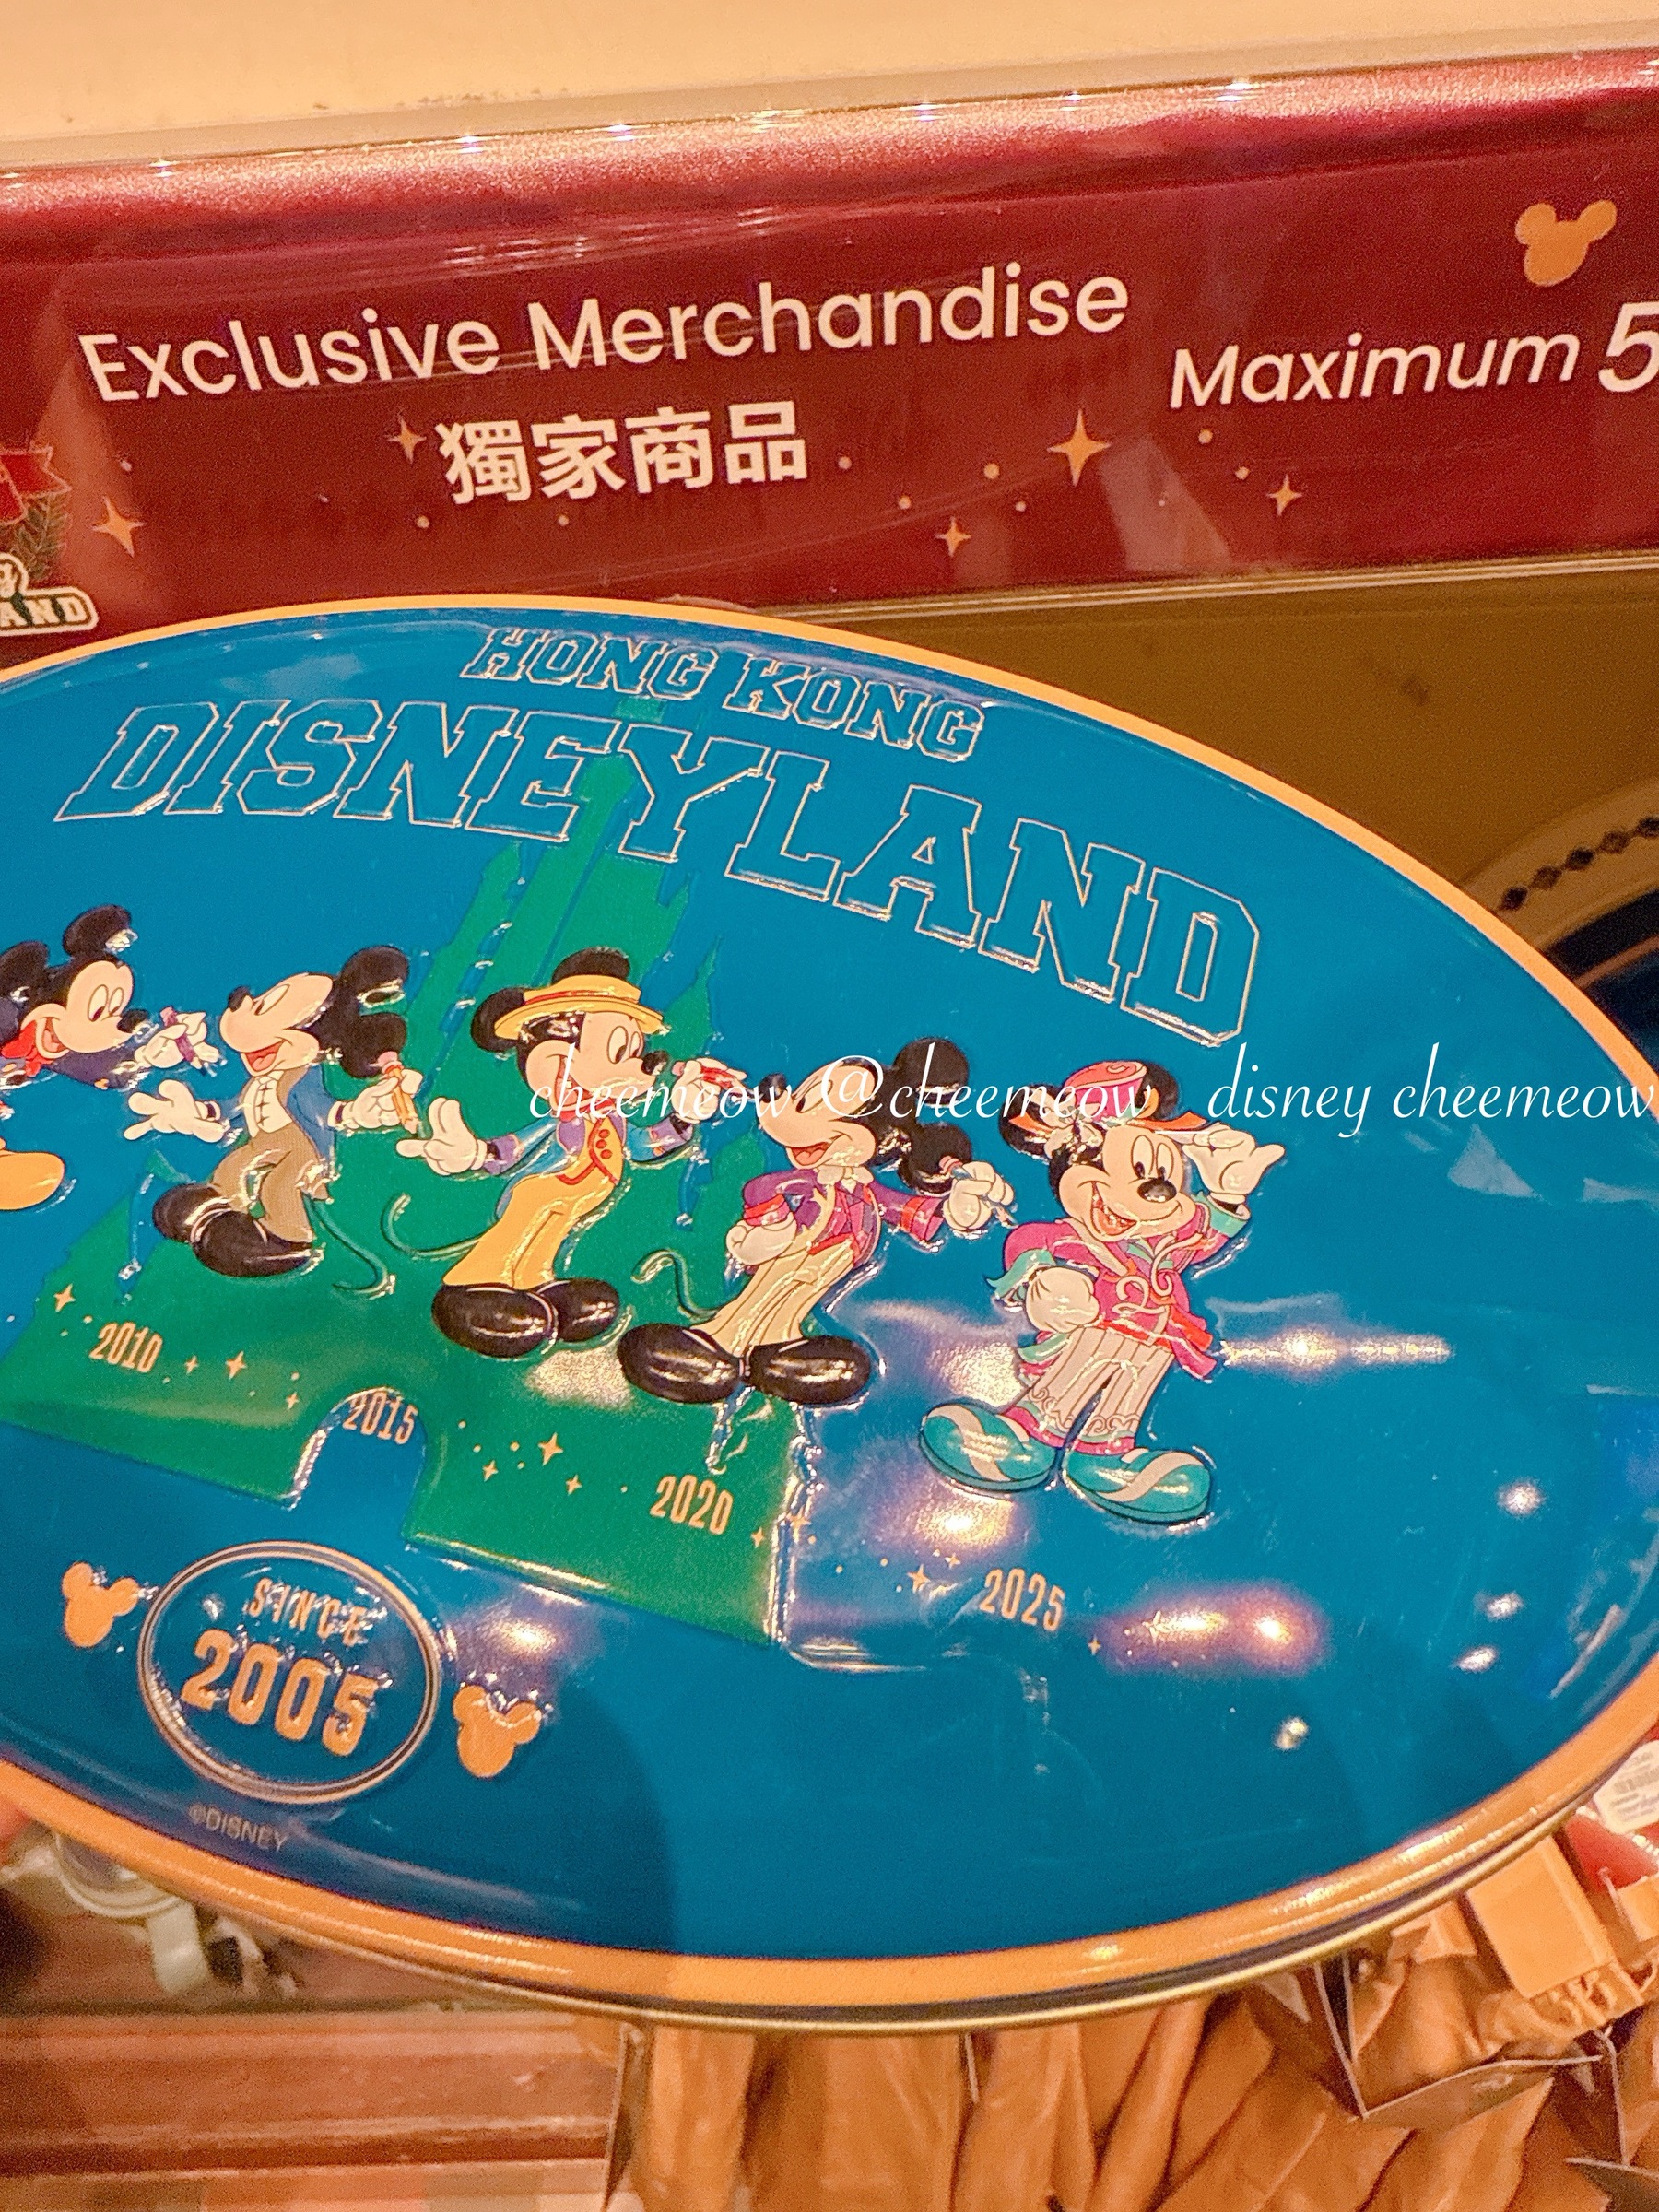 Exclusive Merchandise
獨家商品
Maximum 5
AND
HONG KONG
DISNEYLAND
cheemeow @cheemeow disney cheemeow
2010
2015
2020
2025
SINCE
2005
©DISNEY